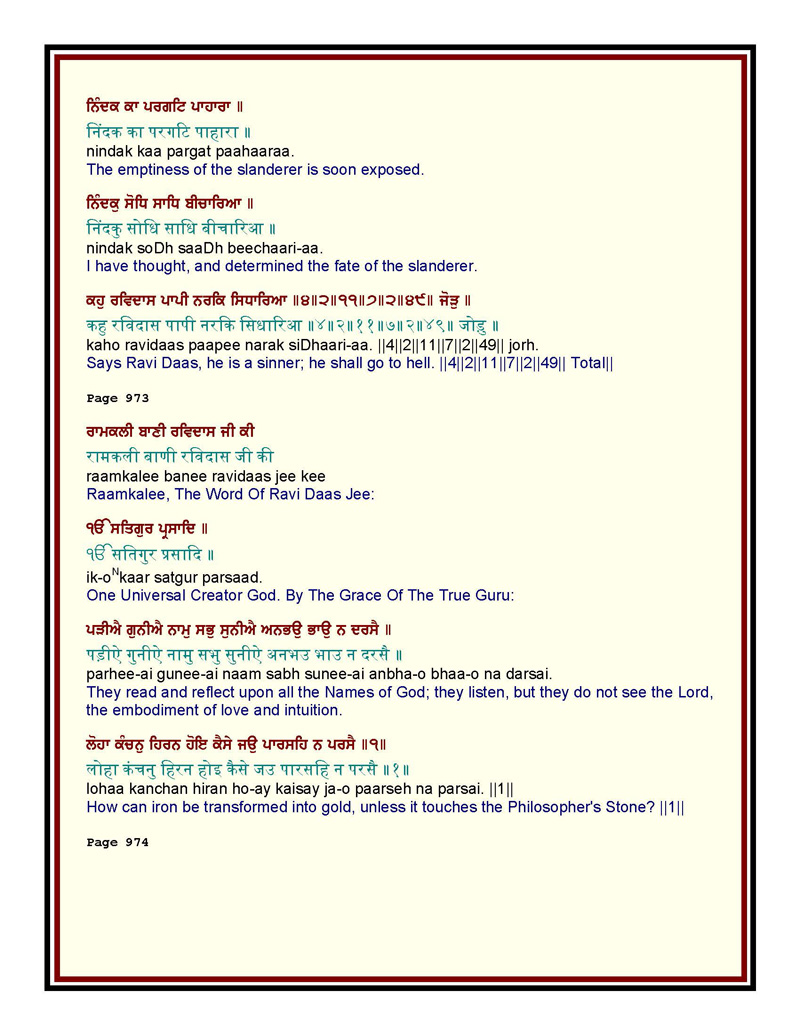 ਨਿੰਦਕ ਕਾ ਪਰਗਟਿ ਪਾਹਾਰਾ ॥
निंदक का परगटि पाहारा ॥
nindak kaa pargat paahaaraa.
The emptiness of the slanderer is soon exposed.
ਨਿੰਦਕੁ ਸੋਧਿ ਸਾਧਿ ਬੀਚਾਰਿਆ ॥
निंदकु सोधि साधि बीचारिआ ॥
nindak soDh saaDh beechaari-aa.
I have thought, and determined the fate of the slanderer.
ਕਹੁ ਰਵਿਦਾਸ ਪਾਪੀ ਨਰਕਿ ਸਿਧਾਰਿਆ ॥੪॥੨॥੧੧॥੭॥੨॥੪੯॥ ਜੋੜੁ ॥
कहु रविदास पापी नरकि सिधारिआ ॥४॥२॥११॥७॥२॥४९॥ जोड़ु ॥
kaho ravidaas paapee narak siDhaari-aa. ||4||2||11||7||2||49|| jorh.
Says Ravi Daas, he is a sinner; he shall go to hell. ||4||2||11||7||2||49|| Total||
Page 973
ਰਾਮਕਲੀ ਬਾਣੀ ਰਵਿਦਾਸ ਜੀ ਕੀ
रामकली बाणी रविदास जी की
raamkalee banee ravidaas jee kee
Raamkalee, The Word Of Ravi Daas Jee:
ੴ ਸਤਿਗੁਰ ਪ੍ਰਸਾਦਿ ॥
ੴ सतिगुर प्रसादि ॥
ik-oNkaar satgur parsaad.
One Universal Creator God. By The Grace Of The True Guru:
ਪੜੀਐ ਗੁਨੀਐ ਨਾਮੁ ਸਭੁ ਸੁਨੀਐ ਅਨਭਉ ਭਾਉ ਨ ਦਰਸੈ ॥
पड़ीऐ गुनीऐ नामु सभु सुनीऐ अनभउ भाउ न दरसै ॥
parhee-ai gunee-ai naam sabh sunee-ai anbha-o bhaa-o na darsai.
They read and reflect upon all the Names of God; they listen, but they do not see the Lord,
the embodiment of love and intuition.
ਲੋਹਾ ਕੰਚਨੁ ਹਿਰਨ ਹੋਇ ਕੈਸੇ ਜਉ ਪਾਰਸਹਿ ਨ ਪਰਸੈ ॥੧॥
लोहा कंचनु हिरन होइ कैसे जउ पारसहि न परसै ॥१॥
lohaa kanchan hiran ho-ay kaisay ja-o paarseh na parsai. ||1||
How can iron be transformed into gold, unless it touches the Philosopher's Stone? ||1||
Page 974